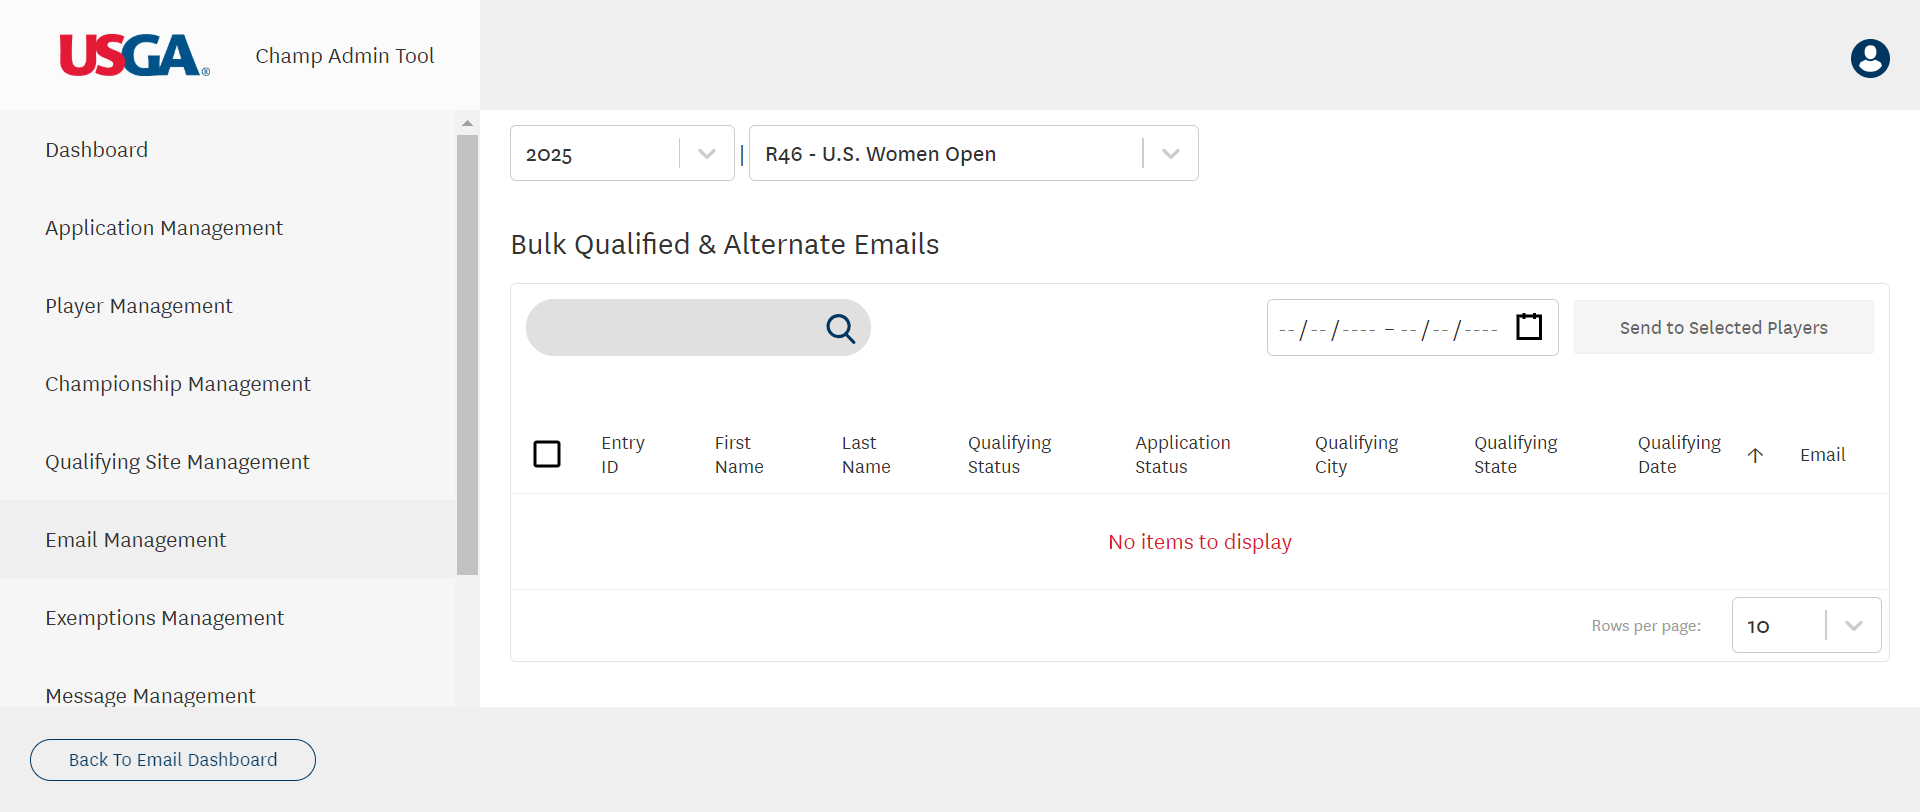 USGA® Champ Admin Tool
Dashboard
Application Management
Player Management
Championship Management
Qualifying Site Management
Email Management
Exemptions Management
Message Management
2025 | R46 - U.S. Women Open
Bulk Qualified & Alternate Emails
--/--/---- – --/--/---- Send to Selected Players
Entry ID
First Name
Last Name
Qualifying Status
Application Status
Qualifying City
Qualifying State
Qualifying Date ↑
Email
No items to display
Rows per page: 10
Back To Email Dashboard